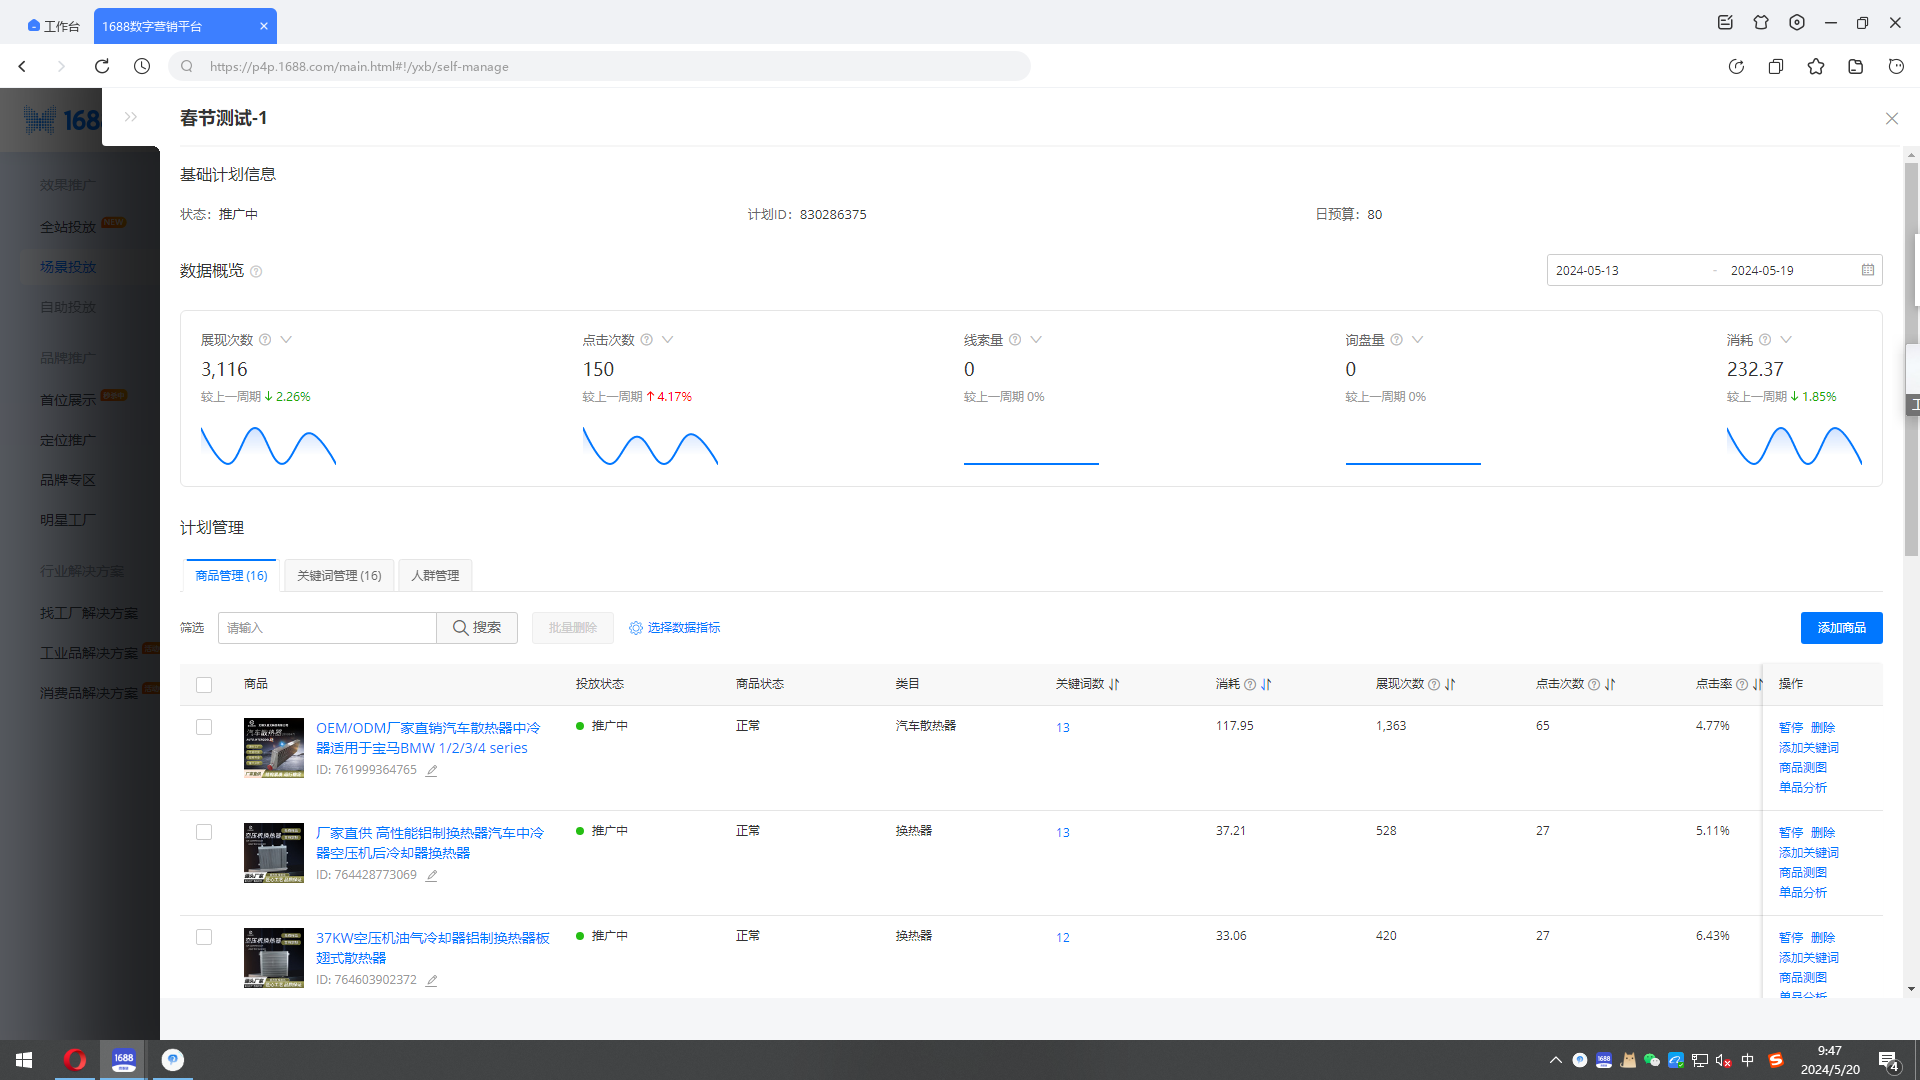 工作台
1688数字营销平台
https://p4p.1688.com/main.html#!/yxb/self-manage
168
春节测试-1
效果推广
全站投放 NEW
场景投放
自助投放
品牌推广
首位展示
定位推广
品牌专区
明星工厂
行业解决方案
找工厂解决方案
工业品解决方案
消费品解决方案
基础计划信息
状态：推广中
计划ID：830286375
日预算：80
数据概览
2024-05-13 - 2024-05-19
展现次数
3,116
较上一周期 2.26%
点击次数
150
较上一周期 4.17%
线索量
0
较上一周期 0%
询盘量
0
较上一周期 0%
消耗
232.37
较上一周期 1.85%
计划管理
商品管理 (16)
关键词管理 (16)
人群管理
筛选
请输入
搜索
批量删除
选择数据指标
添加商品
商品 投放状态 商品状态 类目 关键词数 消耗 展现次数 点击次数 点击率 操作
OEM/ODM厂家直销汽车散热器中冷
器适用于宝马BMW 1/2/3/4 series
ID: 761999364765
推广中 正常 汽车散热器 13 117.95 1,363 65 4.77%
暂停 删除
添加关键词
商品测图
单品分析
厂家直供 高性能铝制换热器汽车中冷
器空压机后冷却器换热器
ID: 764428773069
推广中 正常 换热器 13 37.21 528 27 5.11%
暂停 删除
添加关键词
商品测图
单品分析
37KW空压机油气冷却器铝制换热器板
翅式散热器
ID: 764603902372
推广中 正常 换热器 12 33.06 420 27 6.43%
暂停 删除
添加关键词
商品测图
单品分析
1688
中
9:47
2024/5/20
4